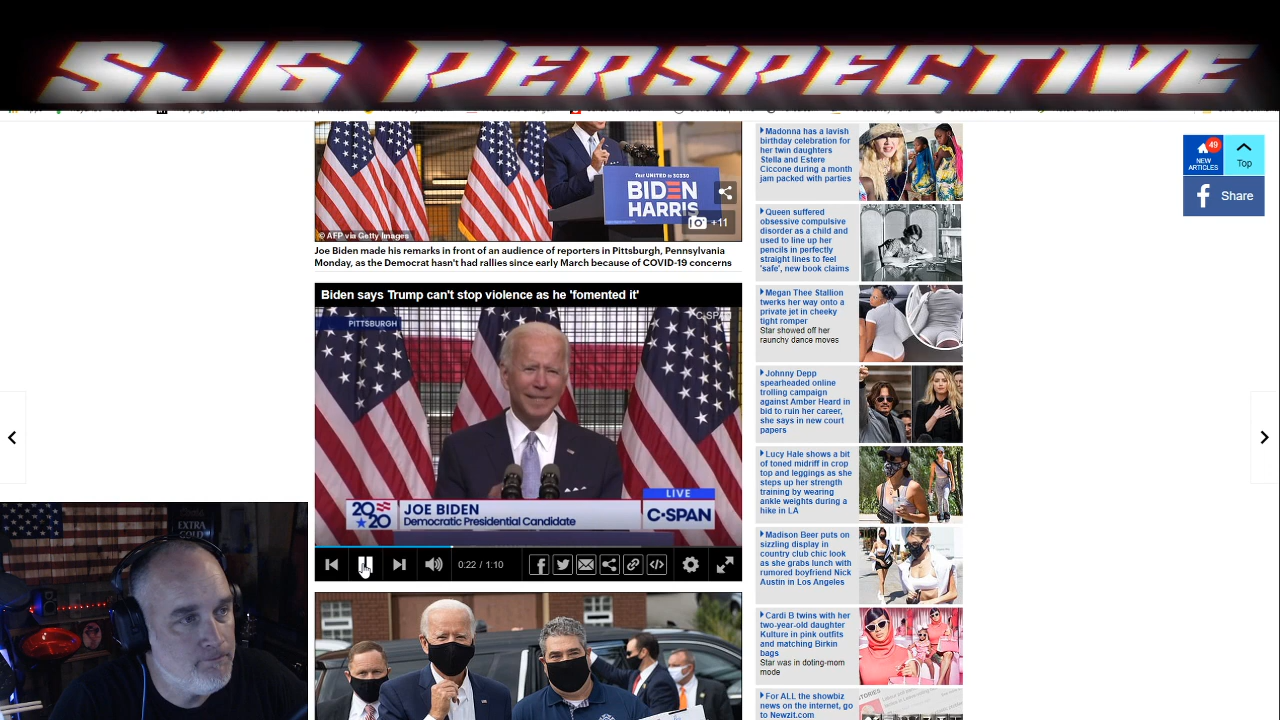 SJG PERSPECTIVE
TEXT UNITED TO 30330
BIDEN
HARRIS
+11
© AFP via Getty Images
Joe Biden made his remarks in front of an audience of reporters in Pittsburgh, Pennsylvania
Monday, as the Democrat hasn't had rallies since early March because of COVID-19 concerns
Biden says Trump can't stop violence as he 'fomented it'
PITTSBURGH
C-SPAN
LIVE
2020
JOE BIDEN
Democratic Presidential Candidate
C-SPAN
0:22 / 1:10
EXTRA
GOLD
Madonna has a lavish
birthday celebration for
her twin daughters
Stella and Estere
Ciccone during a month
jam packed with parties
Queen suffered
obsessive compulsive
disorder as a child and
used to line up her
pencils in perfectly
straight lines to feel
'safe', new book claims
Megan Thee Stallion
twerks her way onto a
private jet in cheeky
tight romper
Star showed off her
raunchy dance moves
Johnny Depp
spearheaded online
trolling campaign
against Amber Heard in
bid to ruin her career,
she says in new court
papers
Lucy Hale shows a bit
of toned midriff in crop
top and leggings as she
steps up her strength
training by wearing
ankle weights during a
hike in LA
Madison Beer puts on
sizzling display in
country club chic look
as she grabs lunch with
rumored boyfriend Nick
Austin in Los Angeles
Cardi B twins with her
two-year-old daughter
Kulture in pink outfits
and matching Birkin
bags
Star was in doting-mom
mode
For ALL the showbiz
news on the internet, go
to Newzit.com
49
NEW
ARTICLES
Top
Share